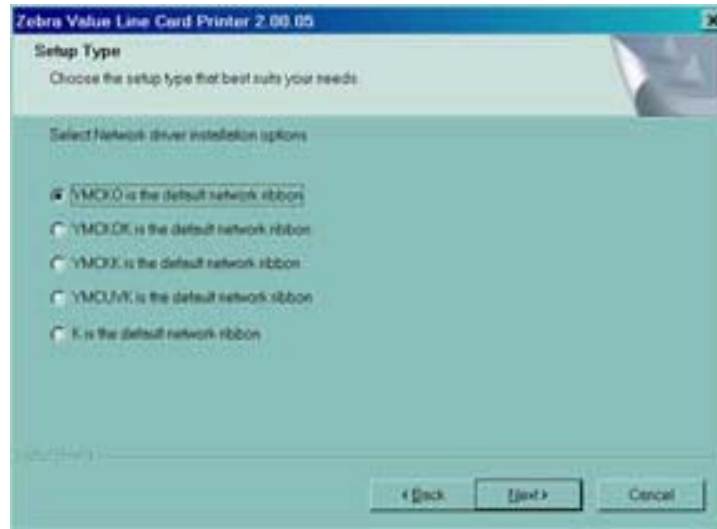 Zebra Value Line Card Printer 2.00.05
Setup Type
Choose the setup type that best suits your needs
Select Network driver installation options
YMCKO is the default network ribbon
YMCKOK is the default network ribbon
YMCKK is the default network ribbon
YMCUVK is the default network ribbon
K is the default network ribbon
< Back
Next >
Cancel